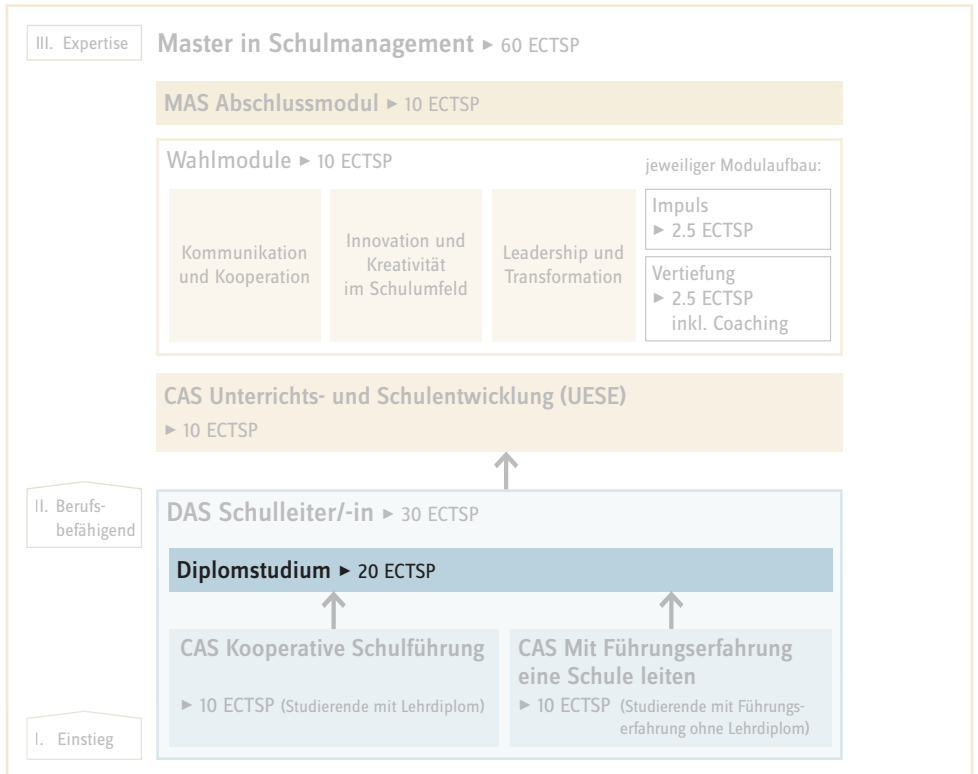 III. Expertise
Master in Schulmanagement ► 60 ECTSP
MAS Abschlussmodul ► 10 ECTSP
Wahlmodule ► 10 ECTSP
jeweiliger Modulaufbau:
Kommunikation
und Kooperation
Innovation und
Kreativität
im Schulumfeld
Leadership und
Transformation
Impuls
► 2.5 ECTSP
Vertiefung
► 2.5 ECTSP
inkl. Coaching
CAS Unterrichts- und Schulentwicklung (UESE)
► 10 ECTSP
II. Berufs-
befähigend
DAS Schulleiter/-in ► 30 ECTSP
Diplomstudium ► 20 ECTSP
CAS Kooperative Schulführung
► 10 ECTSP (Studierende mit Lehrdiplom)
CAS Mit Führungserfahrung
eine Schule leiten
► 10 ECTSP (Studierende mit Führungs-
erfahrung ohne Lehrdiplom)
I. Einstieg